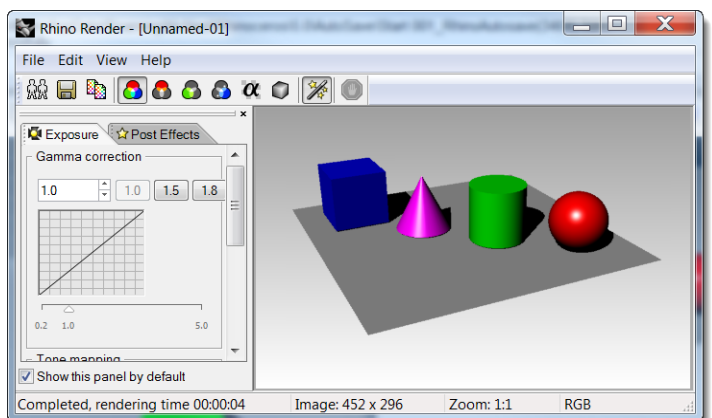 Rhino Render - [Unnamed-01]
File Edit View Help
α
Exposure Post Effects
Gamma correction
1.0 1.0 1.5 1.8
0.2 1.0 5.0
Tone mapping
Show this panel by default
Completed, rendering time 00:00:04 Image: 452 x 296 Zoom: 1:1 RGB